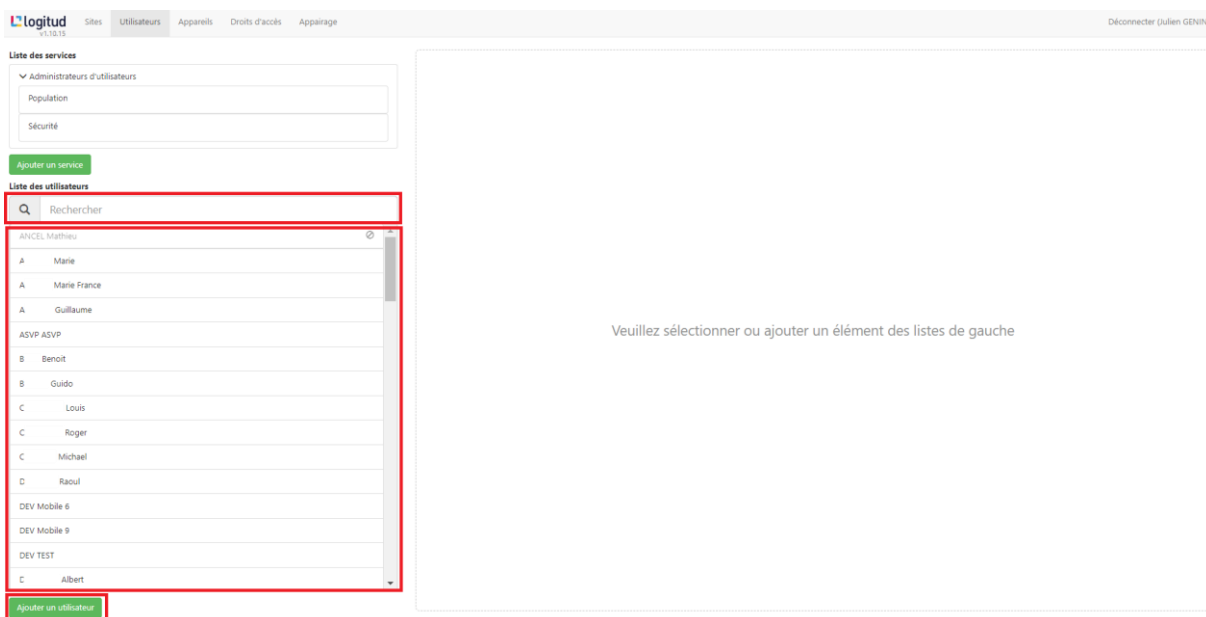 logitud Sites Utilisateurs Appareils Droits d'accès Appairage Déconnecter (Julien GENIN
v1.10.15
Liste des services
Administrateurs d'utilisateurs
Population
Sécurité
Ajouter un service
Liste des utilisateurs
Rechercher
ANCEL Mathieu
A Marie
A Marie France
A Guillaume
ASVP ASVP
B Benoit
B Guido
C Louis
C Roger
C Michael
D Raoul
DEV Mobile 6
DEV Mobile 9
DEV TEST
Albert
Ajouter un utilisateur
Veuillez sélectionner ou ajouter un élément des listes de gauche